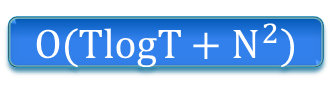 O(TlogT + N²)